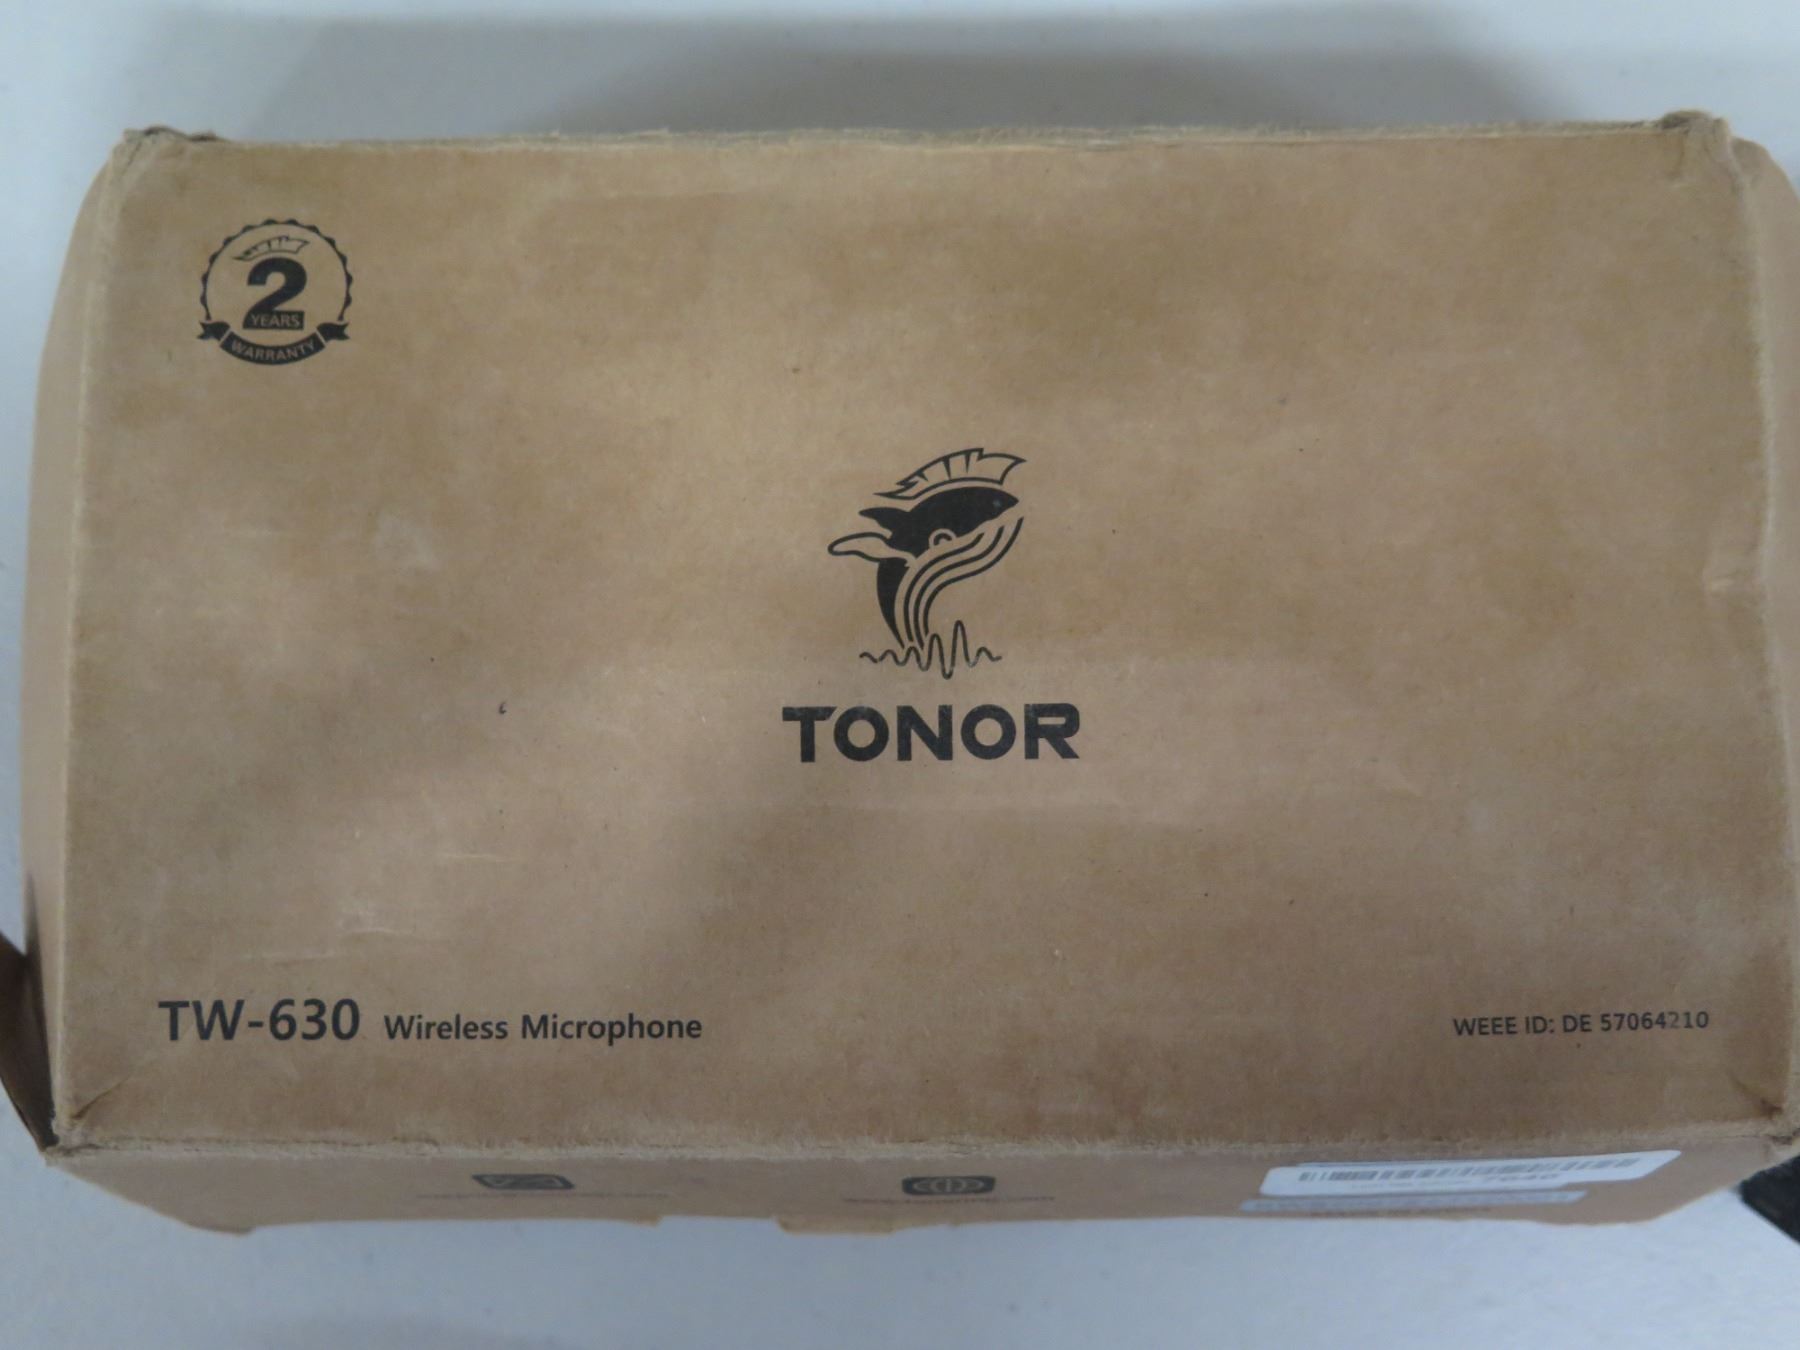 2
YEARS
WARRANTY
TONOR
TW-630 Wireless Microphone
WEEE ID: DE 57064210